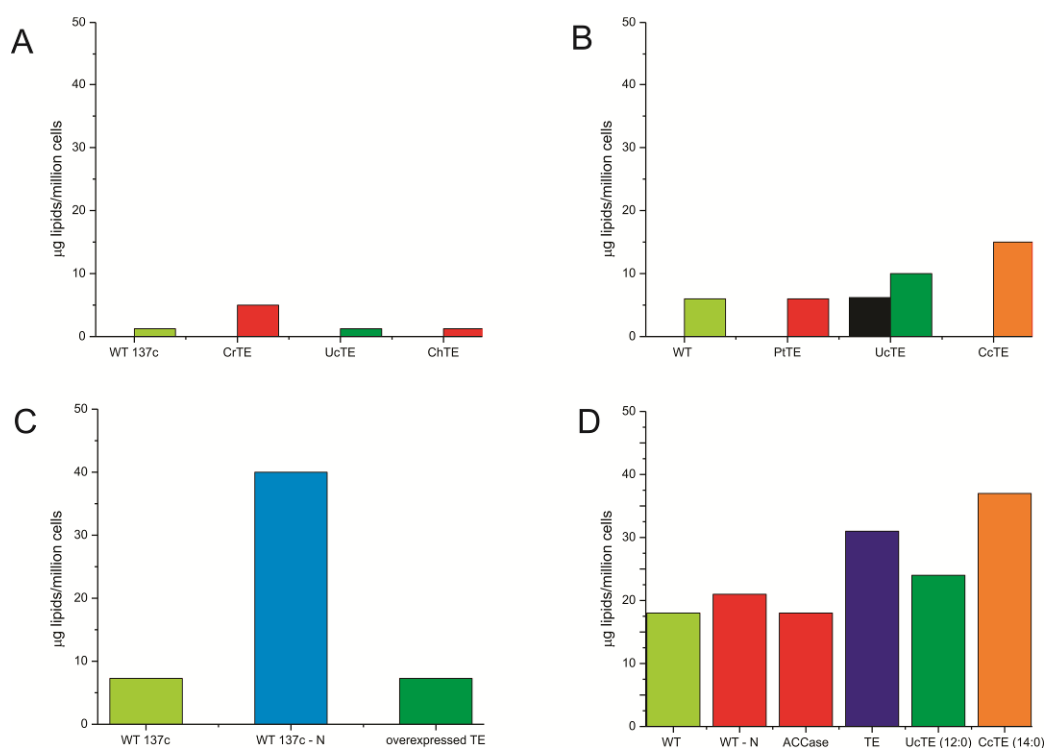 A
µg lipids/million cells
50
40
30
20
10
0
WT 137c
CrTE
UcTE
ChTE
B
µg lipids/million cells
50
40
30
20
10
0
WT
PtTE
UcTE
CcTE
C
µg lipids/million cells
50
40
30
20
10
0
WT 137c
WT 137c - N
overexpressed TE
D
µg lipids/million cells
50
40
30
20
10
0
WT
WT - N
ACCase
TE
UcTE (12:0)
CcTE (14:0)